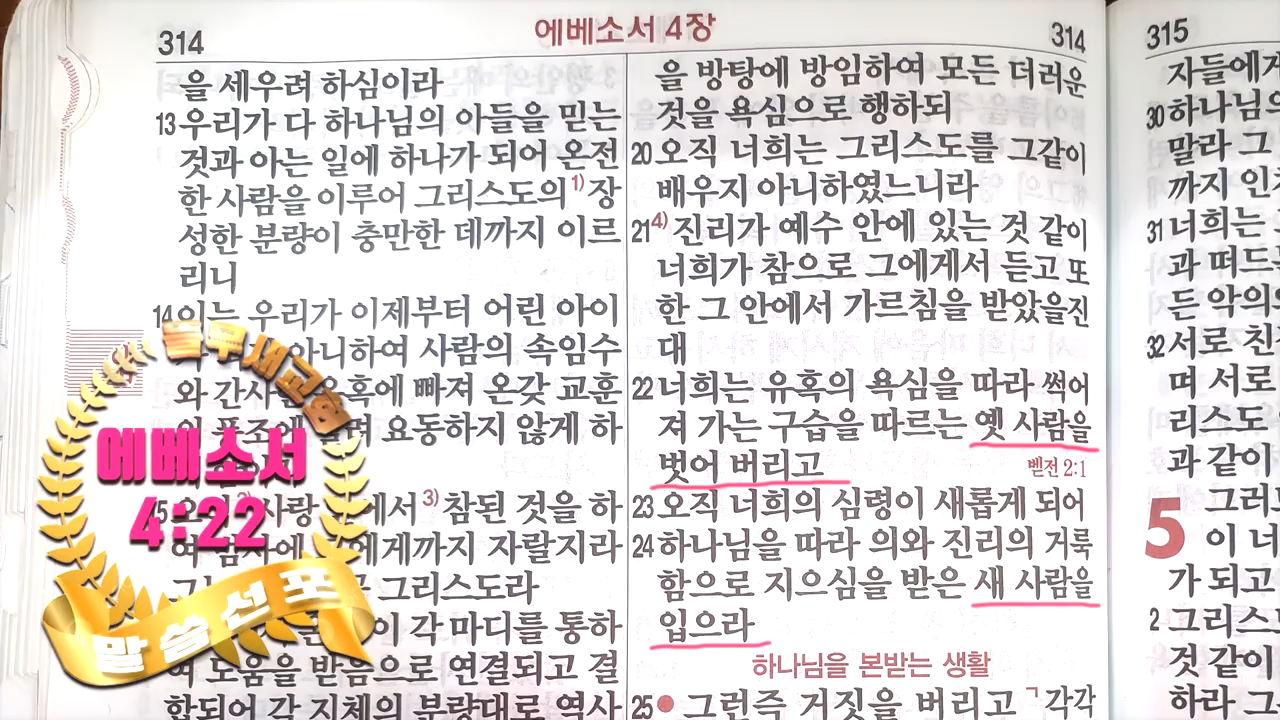 314
에베소서 4장
314
을 세우려 하심이라
13 우리가 다 하나님의 아들을 믿는
것과 아는 일에 하나가 되어 온전
한 사람을 이루어 그리스도의 1) 장
성한 분량이 충만한 데까지 이르
리니
14 이는 우리가 이제부터 어린 아이
아니하여 사람의 속임수
와 간사한 유혹에 빠져 온갖 교훈
풍조에 요동하지 않게 하
3) 참된 것을 하
자랄지라
그리스도라
각 마디를 통하
도움을 받음으로 연결되고 결
합되어 각 지체의 분량대로 역사
을 방탕에 방임하여 모든 더러운
것을 욕심으로 행하되
20 오직 너희는 그리스도를 그같이
배우지 아니하였느니라
21 4) 진리가 예수 안에 있는 것 같이
너희가 참으로 그에게서 듣고 또
한 그 안에서 가르침을 받았을진
대
22 너희는 유혹의 욕심을 따라 썩어
져 가는 구습을 따르는 옛 사람을
벗어 버리고 벧전 2:1
23 오직 너희의 심령이 새롭게 되어
24 하나님을 따라 의와 진리의 거룩
함으로 지으심을 받은 새 사람을
입으라
하나님을 본받는 생활
25 ● 그런즉 거짓을 버리고 ㄱ 각각
315
자들에게
30 하나님의
말라 그
까지 인
31 너희는
과 떠드
든 악의
32 서로 친
며 서로
리스도
과 같이
5 그러
이 너
가 되고
2 그리스
것 같이
하라 그
에베소서
4:22
말씀선포